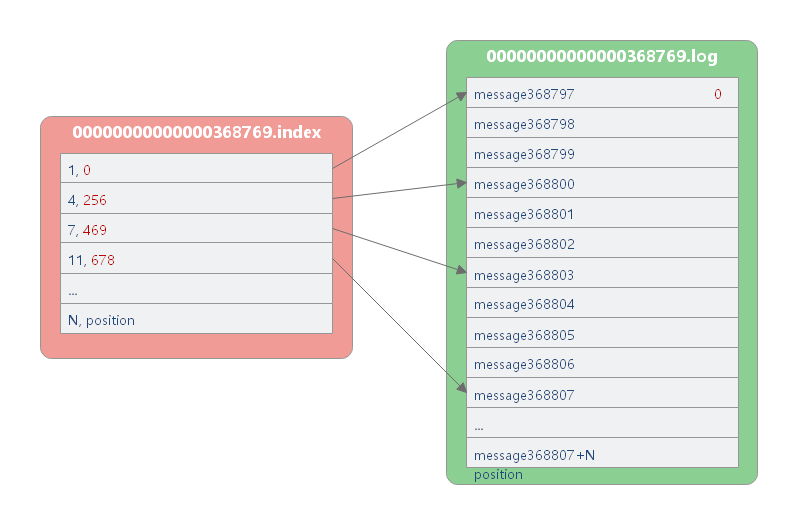 00000000000000368769.index
1, 0
4, 256
7, 469
11, 678
...
N, position
00000000000000368769.log
message368797 0
message368798
message368799
message368800
message368801
message368802
message368803
message368804
message368805
message368806
message368807
...
message368807+N
position